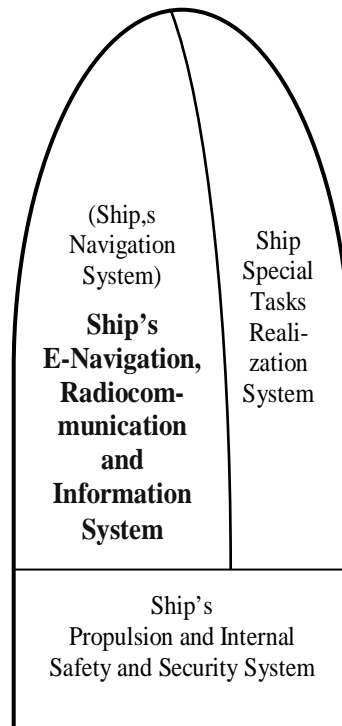 (Ship,s
Navigation
System)
Ship's
E-Navigation,
Radiocom-
munication
and
Information
System
Ship
Special
Tasks
Reali-
zation
System
Ship's
Propulsion and Internal
Safety and Security System